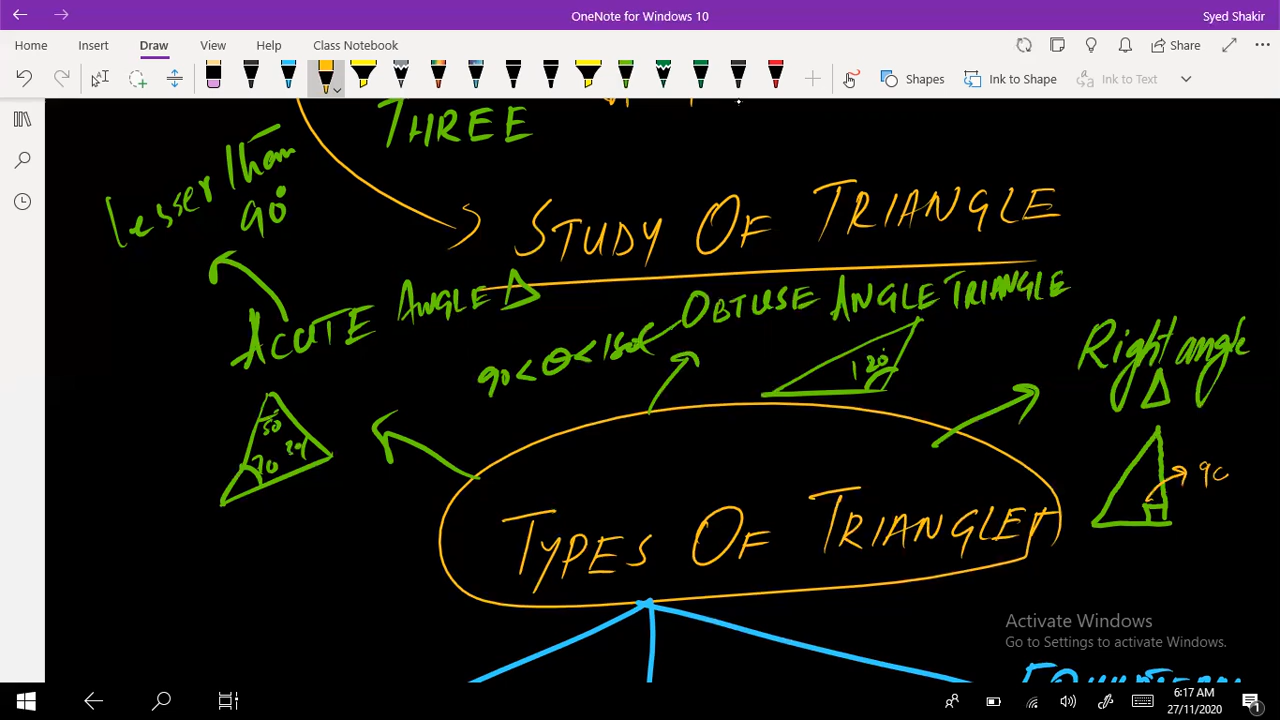 OneNote for Windows 10
Syed Shakir
Home Insert Draw View Help Class Notebook
Share
Shapes
Ink to Shape
Ink to Text
THREE
Lesser Than
90°
STUDY OF TRIANGLE
ACUTE ANGLE Δ
OBTUSE ANGLE TRIANGLE
90 < θ < 180
120°
Right angle
Δ
50°
70
90
TYPES OF TRIANGLE
Activate Windows
Go to Settings to activate Windows.
6:17 AM
27/11/2020
1